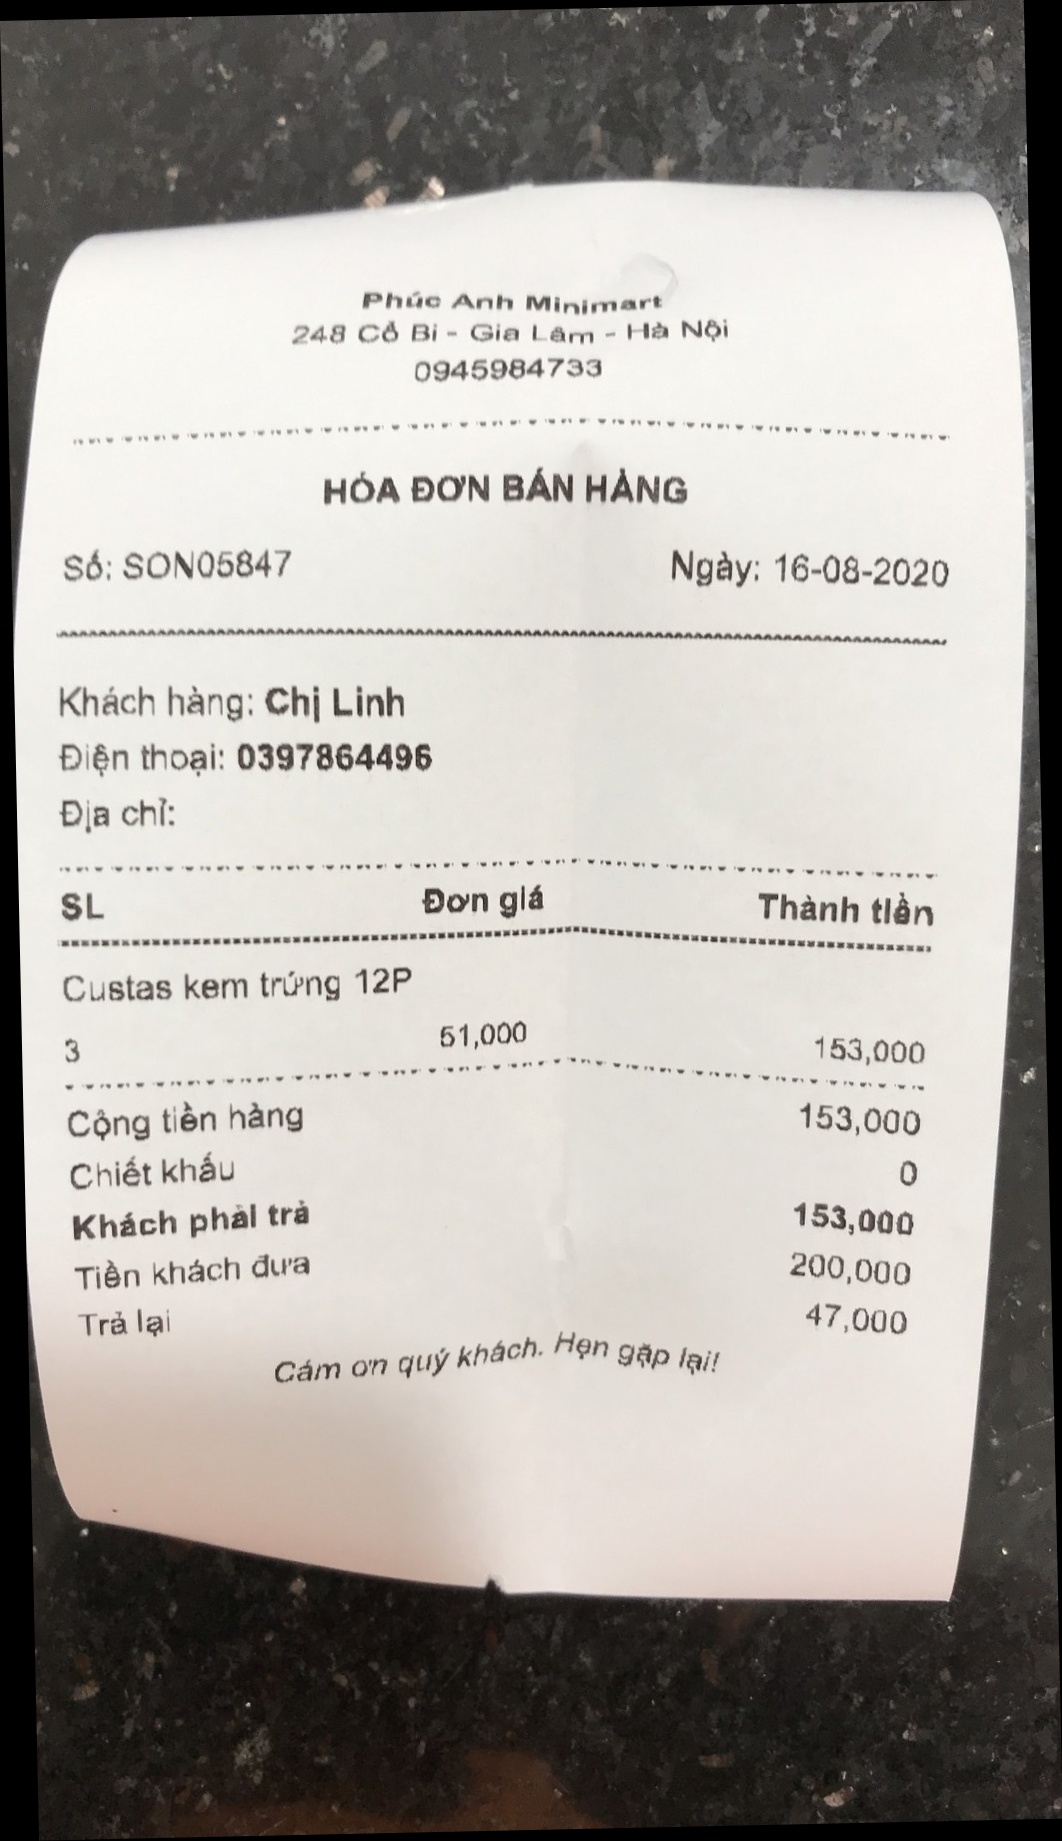 Phúc Anh Minimart
248 Cổ Bi - Gia Lâm - Hà Nội
0945984733
HÓA ĐƠN BÁN HÀNG
Số: SON05847 Ngày: 16-08-2020
Khách hàng: Chị Linh
Điện thoại: 0397864496
Địa chỉ:
SL Đơn giá Thành tiền
Custas kem trứng 12P
3 51,000 153,000
Cộng tiền hàng 153,000
Chiết khấu 0
Khách phải trả 153,000
Tiền khách đưa 200,000
Trả lại 47,000
Cám ơn quý khách. Hẹn gặp lại!